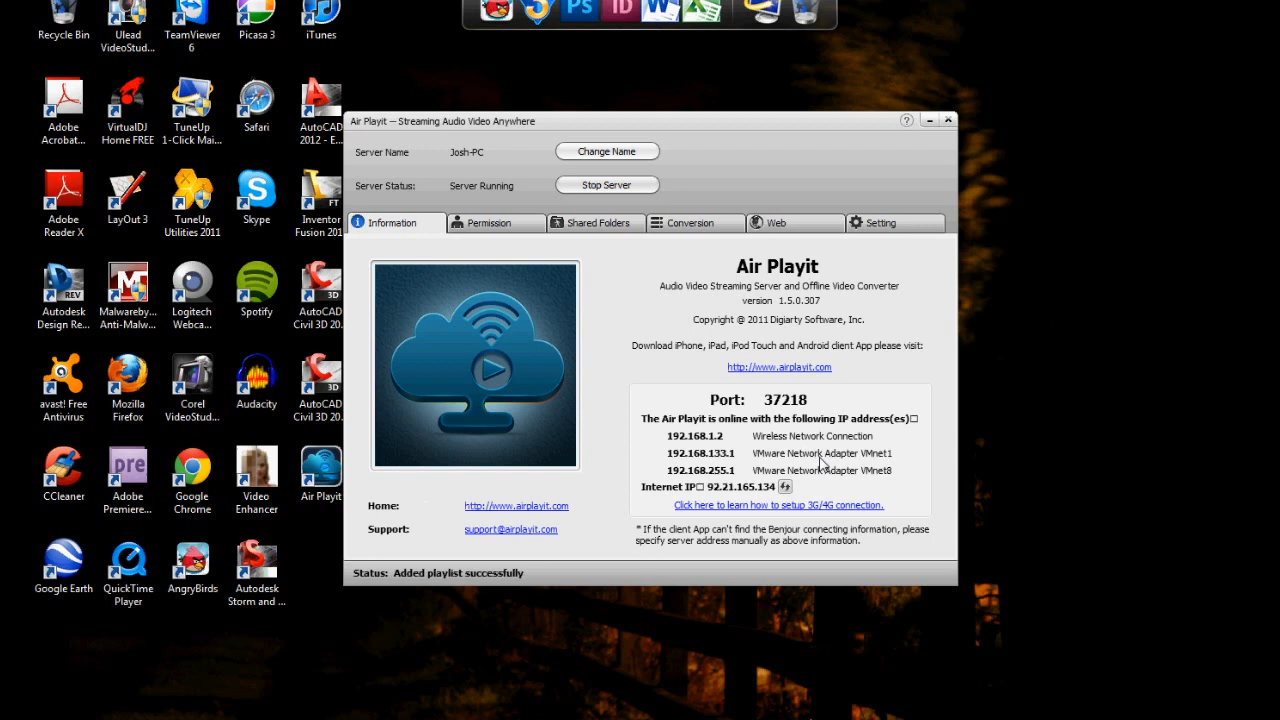 Ps
ID
W
X
Recycle Bin
Ulead
VideoStud...
TeamViewer
6
Picasa 3
iTunes
Adobe
Acrobat...
VirtualDJ
Home FREE
TuneUp
1-Click Mai...
Safari
AutoCAD
2012 - E...
Adobe
Reader X
LayOut 3
TuneUp
Utilities 2011
Skype
FT
Inventor
Fusion 201
REV
Autodesk
Design Re...
Malwareby...
Anti-Malw...
Logitech
Webca...
Spotify
3D
AutoCAD
Civil 3D 20.
avast! Free
Antivirus
Mozilla
Firefox
Corel
VideoStud...
Audacity
3D
AutoCAD
Civil 3D 20.
CCleaner
pre
Adobe
Premiere...
Google
Chrome
Video
Enhancer
Air Playit
Google Earth
QuickTime
Player
AngryBirds
Autodesk
Storm and ...
Air Playit -- Streaming Audio Video Anywhere
?
Server Name Josh-PC Change Name
Server Status: Server Running Stop Server
Information Permission Shared Folders Conversion Web Setting
Air Playit
Audio Video Streaming Server and Offline Video Converter
version 1.5.0.307
Copyright @ 2011 Digiarty Software, Inc.
Download iPhone, iPad, iPod Touch and Android client App please visit:
http://www.airplayit.com
Port: 37218
The Air Playit is online with the following IP address(es)□
192.168.1.2 Wireless Network Connection
192.168.133.1 VMware Network Adapter VMnet1
192.168.255.1 VMware Network Adapter VMnet8
Internet IP□ 92.21.165.134
Click here to learn how to setup 3G/4G connection.
* If the client App can't find the Benjour connecting information, please
specify server address manually as above information.
Home: http://www.airplayit.com
Support: support@airplayit.com
Status: Added playlist successfully